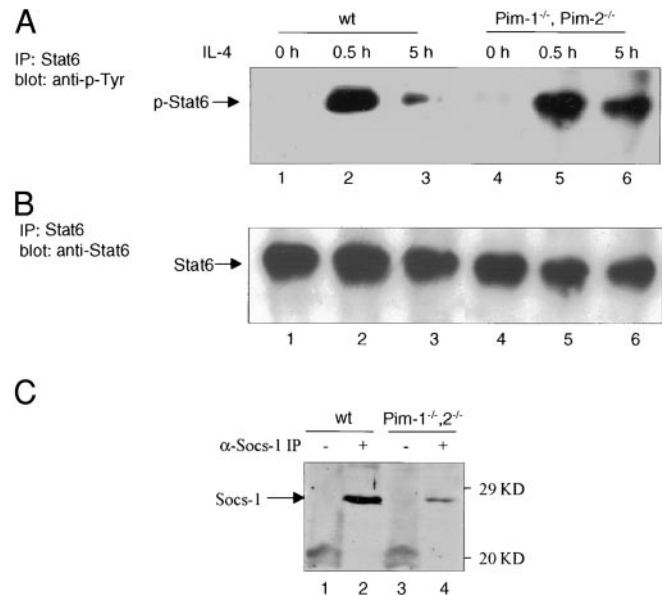 A
wt Pim-1-/-, Pim-2-/-
IP: Stat6
blot: anti-p-Tyr
IL-4 0 h 0.5 h 5 h 0 h 0.5 h 5 h
p-Stat6
1 2 3 4 5 6
B
IP: Stat6
blot: anti-Stat6
Stat6
1 2 3 4 5 6
C
wt Pim-1-/-,2-/-
α-Socs-1 IP - + - +
Socs-1
29 KD
20 KD
1 2 3 4